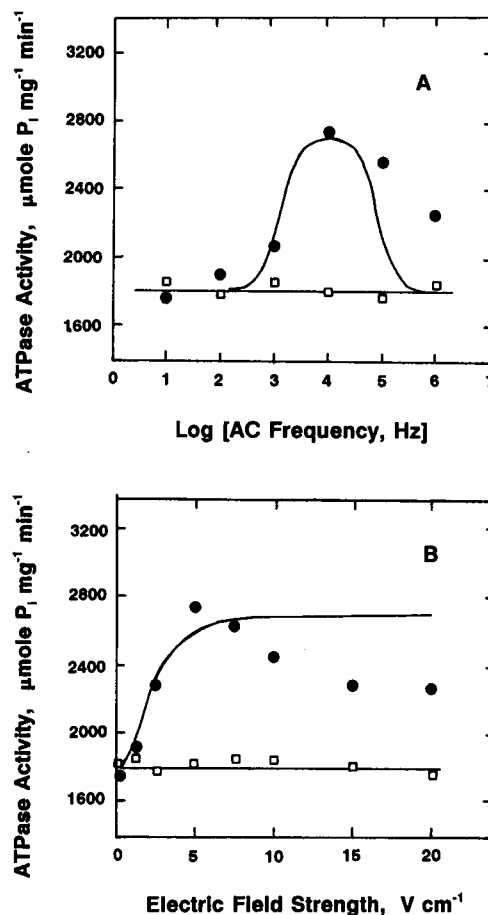 A
ATPase Activity, µmole Pi mg-1 min-1
3200
2800
2400
2000
1600
0 1 2 3 4 5 6 7
Log [AC Frequency, Hz]
B
ATPase Activity, µmole Pi mg-1 min-1
3200
2800
2400
2000
1600
0 5 10 15 20
Electric Field Strength, V cm-1